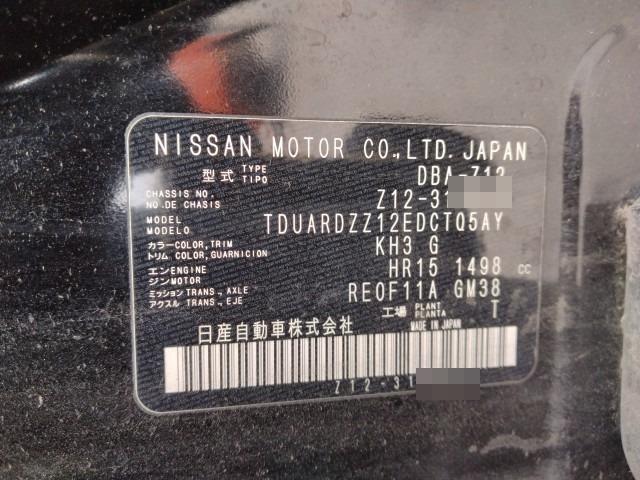 NISSAN MOTOR CO.,LTD. JAPAN
型式 TYPE TIPO DBA-Z12
CHASSIS NO. Nº DE CHASIS Z12-31
MODEL MODELO TDUARDZZ12EDCTQ5AY
カラー COLOR, TRIM トリム COLOR, GUARNICION KH3 G
エンジン ENGINE MOTOR HR15 1498 cc
ミッション アクスル TRANS., AXLE TRANS., EJE RE0F11A GM38
工場 PLANT PLANTA T
日産自動車株式会社 MADE IN JAPAN
Z12-31